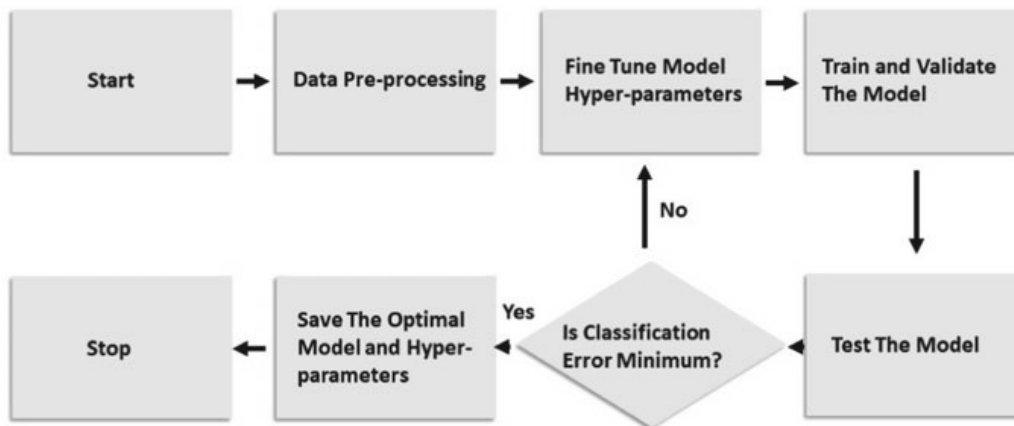 Start
Data Pre-processing
Fine Tune Model
Hyper-parameters
Train and Validate
The Model
No
Test The Model
Is Classification
Error Minimum?
Yes
Save The Optimal
Model and Hyper-
parameters
Stop